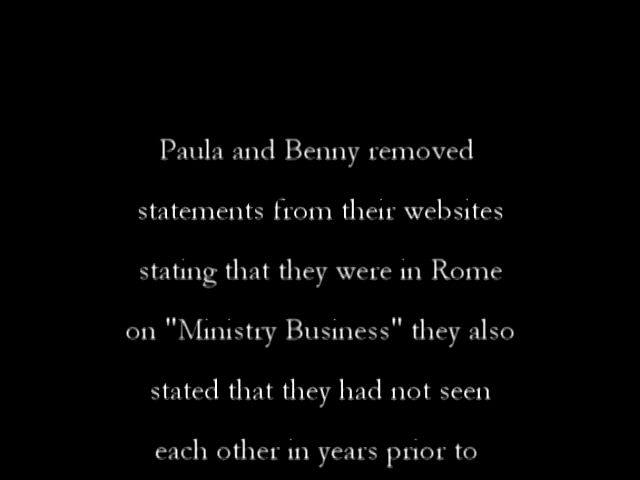 Paula and Benny removed
statements from their websites
stating that they were in Rome
on "Ministry Business" they also
stated that they had not seen
each other in years prior to